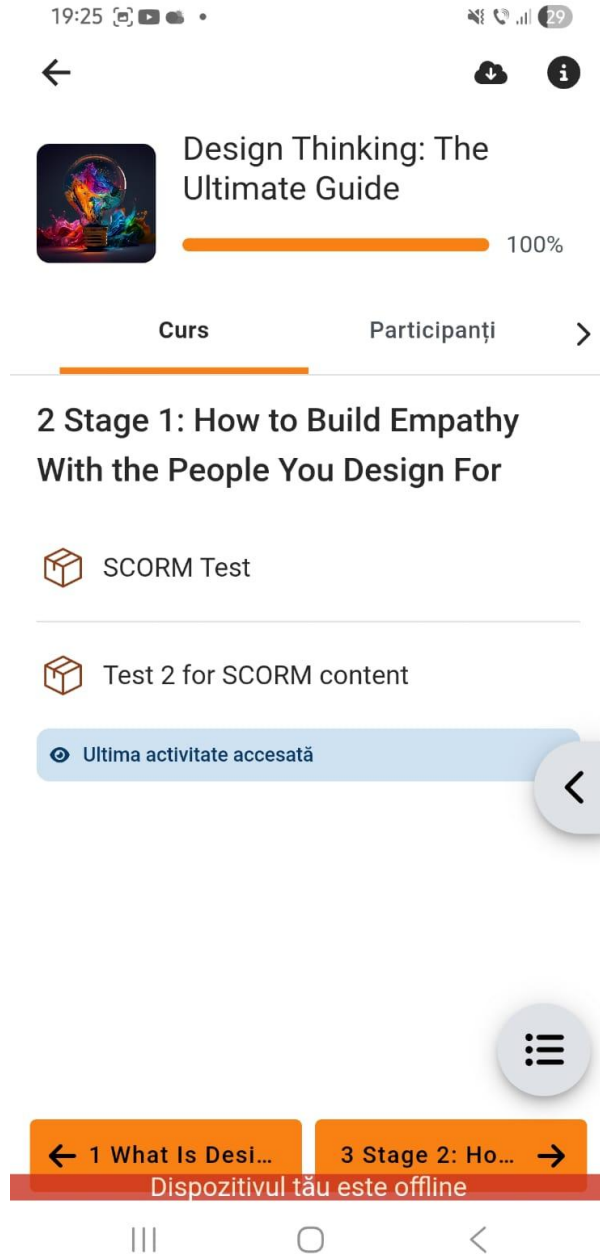 19:25
29
Design Thinking: The
Ultimate Guide
100%
Curs
Participanți
2 Stage 1: How to Build Empathy
With the People You Design For
SCORM Test
Test 2 for SCORM content
Ultima activitate accesată
1 What Is Desi...
3 Stage 2: Ho...
Dispozitivul tău este offline